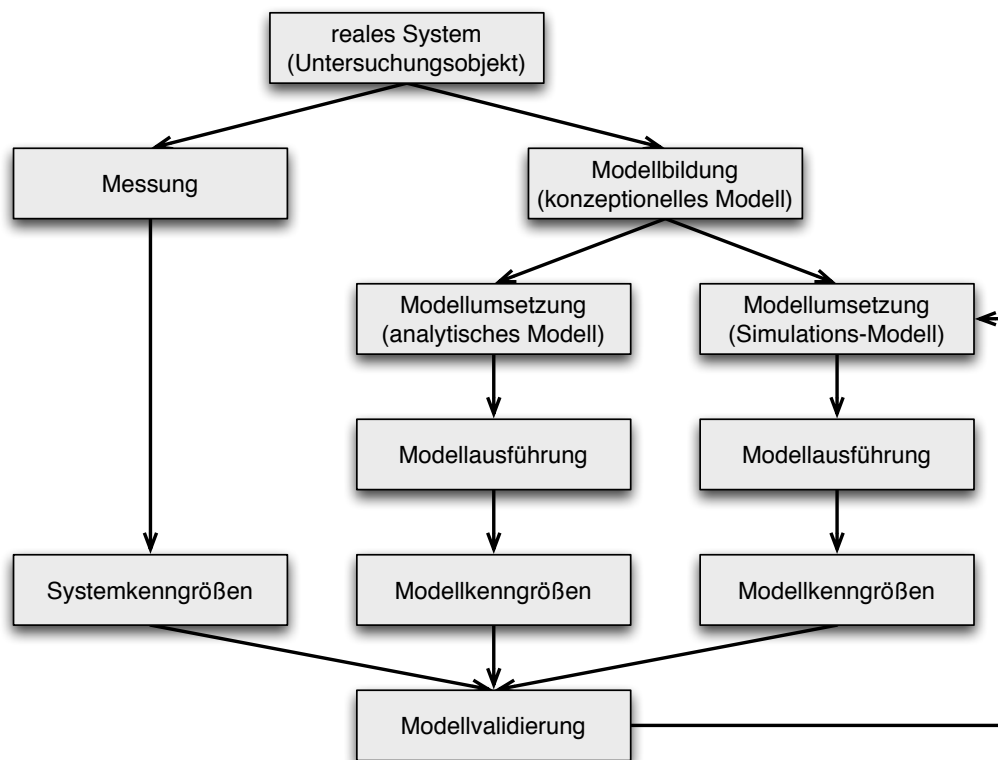 reales System
(Untersuchungsobjekt)
Messung
Modellbildung
(konzeptionelles Modell)
Modellumsetzung
(analytisches Modell)
Modellumsetzung
(Simulations-Modell)
Modellausführung
Modellausführung
Systemkenngrößen
Modellkenngrößen
Modellkenngrößen
Modellvalidierung